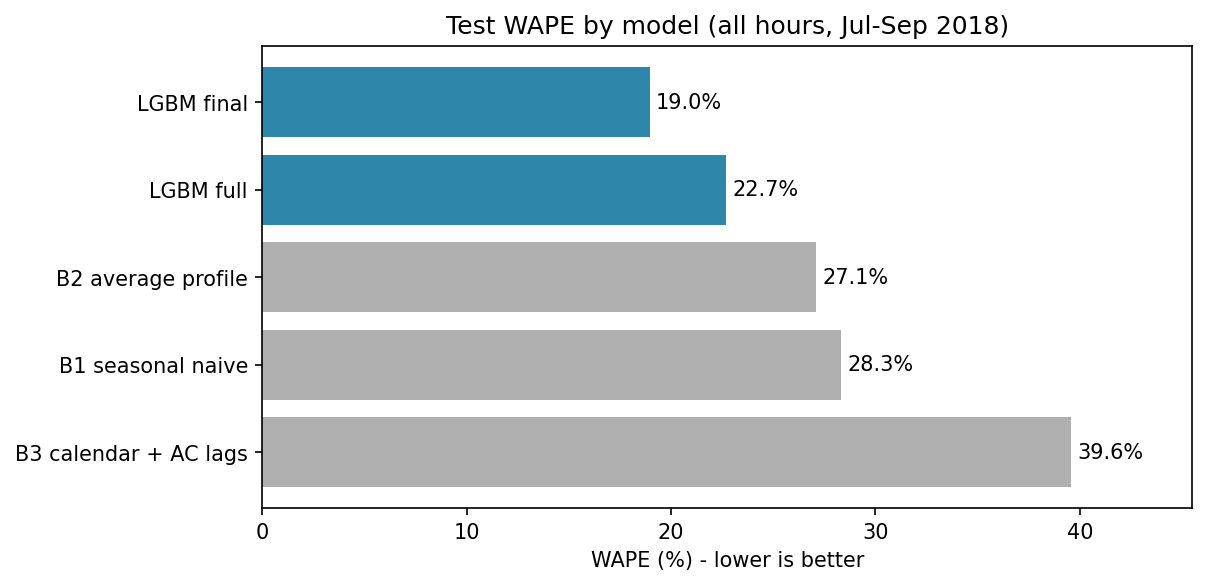 Test WAPE by model (all hours, Jul-Sep 2018)
LGBM final
19.0%
LGBM full
22.7%
B2 average profile
27.1%
B1 seasonal naive
28.3%
B3 calendar + AC lags
39.6%
0 10 20 30 40
WAPE (%) - lower is better